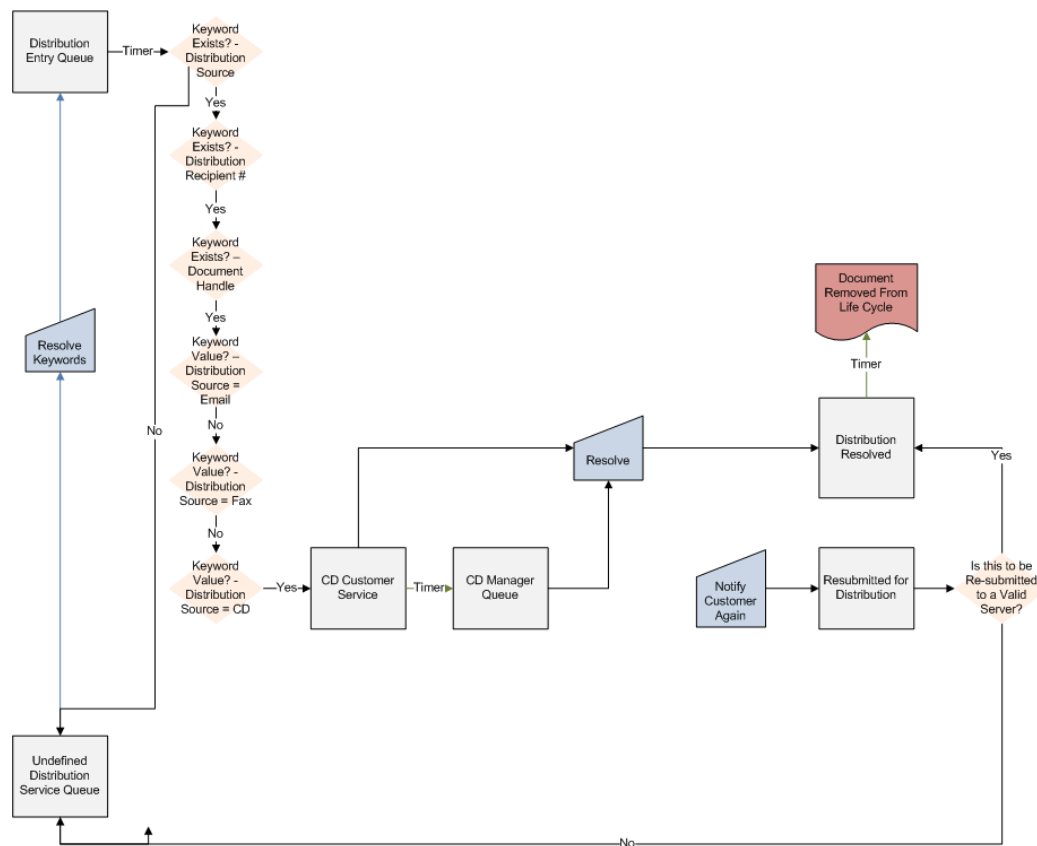 Distribution
Entry Queue
Timer
Keyword
Exists? -
Distribution
Source
Yes
Keyword
Exists? -
Distribution
Recipient #
Yes
Keyword
Exists? –
Document
Handle
Yes
Keyword
Value? –
Distribution
Source =
Email
No
Keyword
Value? -
Distribution
Source = Fax
No
Keyword
Value? -
Distribution
Source = CD
Yes
CD Customer
Service
Timer
CD Manager
Queue
Resolve
Distribution
Resolved
Timer
Document
Removed From
Life Cycle
Notify
Customer
Again
Resubmitted for
Distribution
Is this to be
Re-submitted
to a Valid
Server?
Yes
No
Resolve
Keywords
No
Undefined
Distribution
Service Queue